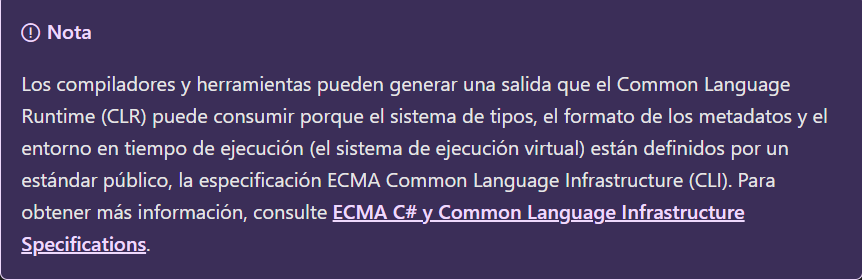 Nota
Los compiladores y herramientas pueden generar una salida que el Common Language
Runtime (CLR) puede consumir porque el sistema de tipos, el formato de los metadatos y el
entorno en tiempo de ejecución (el sistema de ejecución virtual) están definidos por un
estándar público, la especificación ECMA Common Language Infrastructure (CLI). Para
obtener más información, consulte ECMA C# y Common Language Infrastructure
Specifications.